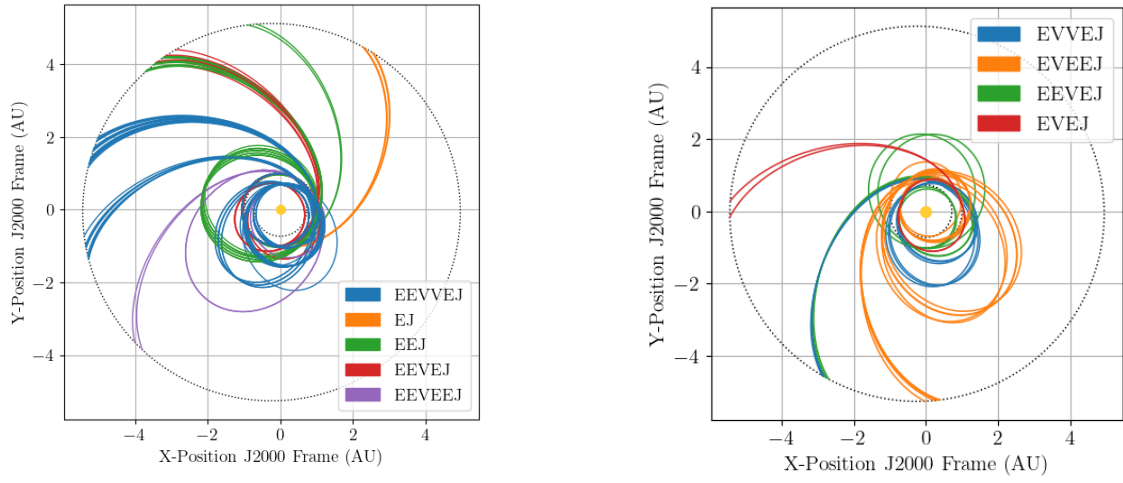 Y-Position J2000 Frame (AU)
4
2
0
−2
−4
−4
−2
0
2
4
X-Position J2000 Frame (AU)
EEVVEJ
EJ
EEJ
EEVEJ
EEVEEJ
Y-Position J2000 Frame (AU)
4
2
0
−2
−4
−4
−2
0
2
4
X-Position J2000 Frame (AU)
EVVEJ
EVEEJ
EEVEJ
EVEJ